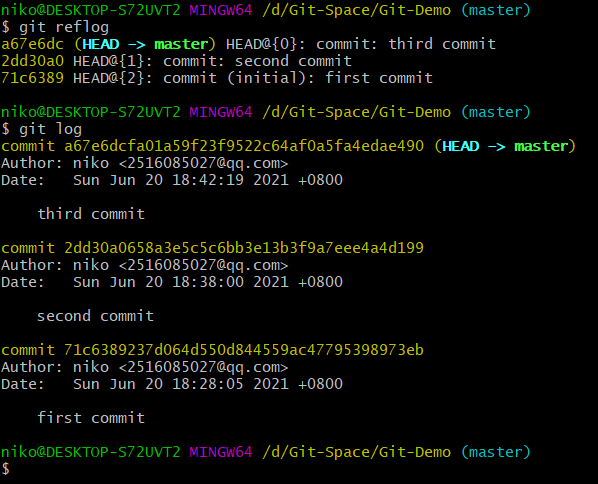 niko@DESKTOP-S72UVT2 MINGW64 /d/Git-Space/Git-Demo (master)
$ git reflog
a67e6dc (HEAD -> master) HEAD@{0}: commit: third commit
2dd30a0 HEAD@{1}: commit: second commit
71c6389 HEAD@{2}: commit (initial): first commit
niko@DESKTOP-S72UVT2 MINGW64 /d/Git-Space/Git-Demo (master)
$ git log
commit a67e6dcfa01a59f23f9522c64af0a5fa4edae490 (HEAD -> master)
Author: niko <2516085027@qq.com>
Date:   Sun Jun 20 18:42:19 2021 +0800
    third commit
commit 2dd30a0658a3e5c5c6bb3e13b3f9a7eee4a4d199
Author: niko <2516085027@qq.com>
Date:   Sun Jun 20 18:38:00 2021 +0800
    second commit
commit 71c6389237d064d550d844559ac47795398973eb
Author: niko <2516085027@qq.com>
Date:   Sun Jun 20 18:28:05 2021 +0800
    first commit
niko@DESKTOP-S72UVT2 MINGW64 /d/Git-Space/Git-Demo (master)
$